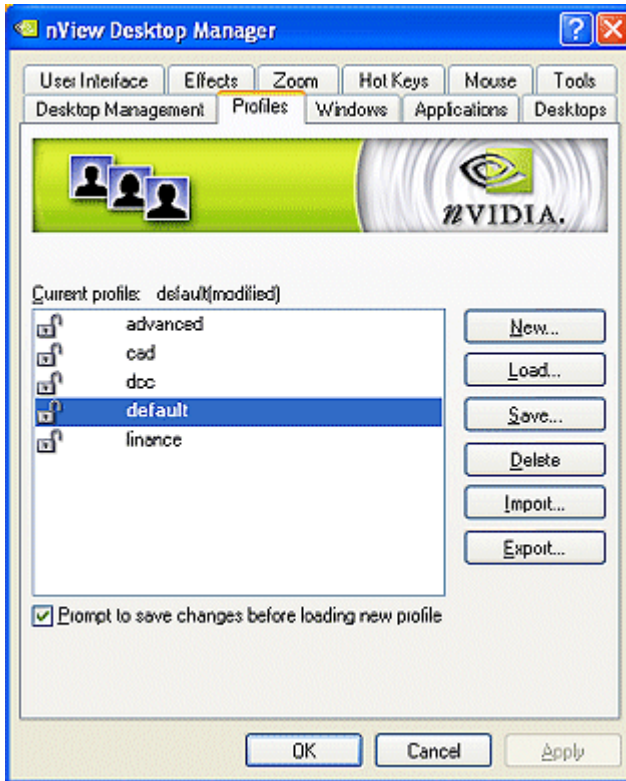 nView Desktop Manager
User Interface Effects Zoom Hot Keys Mouse Tools
Desktop Management Profiles Windows Applications Desktops
nVIDIA.
Current profile: default(modified)
advanced
cad
dcc
default
finance
New...
Load...
Save...
Delete
Import...
Export...
Prompt to save changes before loading new profile
OK Cancel Apply